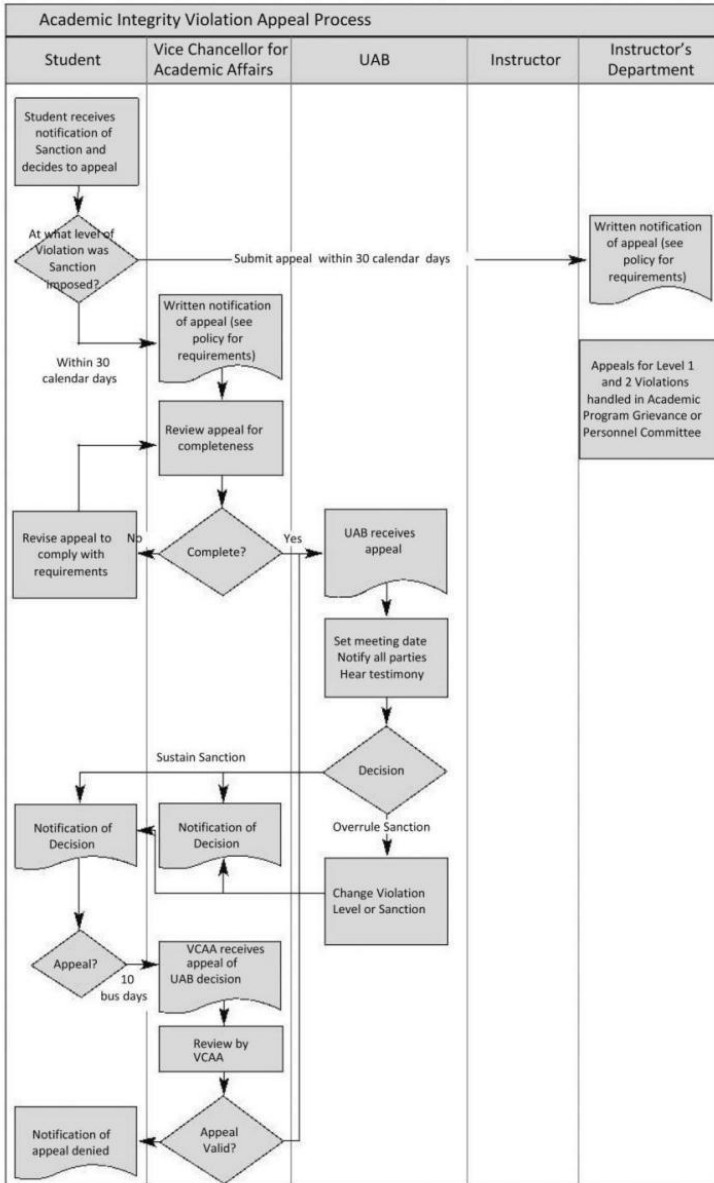 Academic Integrity Violation Appeal Process
Student
Vice Chancellor for
Academic Affairs
UAB
Instructor
Instructor's
Department
Student receives
notification of
Sanction and
decides to appeal
At what level of
Violation was
Sanction
imposed?
Submit appeal within 30 calendar days
Written notification
of appeal (see
policy for
requirements)
Within 30
calendar days
Written notification
of appeal (see
policy for
requirements)
Appeals for Level 1
and 2 Violations
handled in Academic
Program Grievance or
Personnel Committee
Review appeal for
completeness
Revise appeal to
comply with
requirements
No
Complete?
Yes
UAB receives
appeal
Set meeting date
Notify all parties
Hear testimony
Decision
Sustain Sanction
Overrule Sanction
Notification of
Decision
Notification of
Decision
Change Violation
Level or Sanction
Appeal?
10
bus days
VCAA receives
appeal of
UAB decision
Review by
VCAA
Appeal
Valid?
Notification of
appeal denied